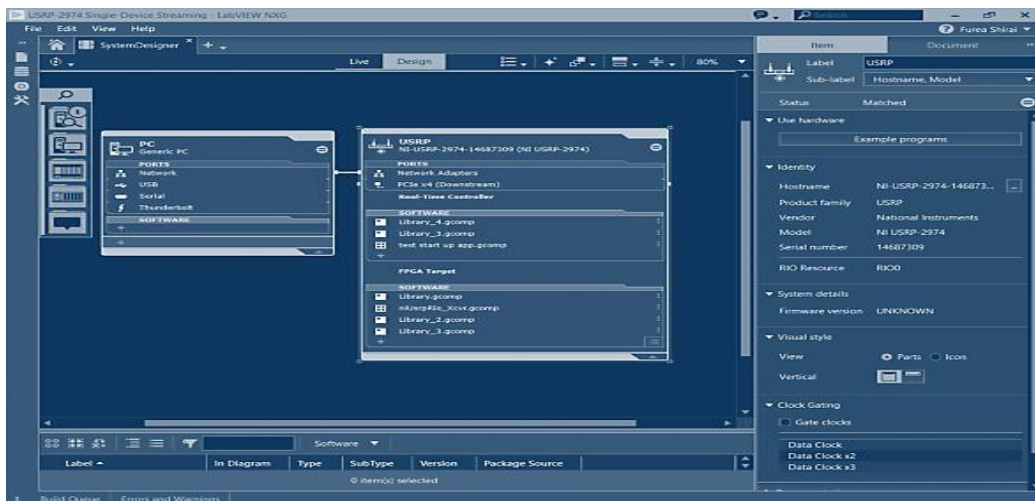 USRP-2974 Single-Device Streaming - LabVIEW NXG
Search
File Edit View Help
Furea Shirai
SystemDesigner *
Item Document
Live Design 80%
Label USRP
Sub-label Hostname, Model
Status Matched
Use hardware
Example programs
Identity
Hostname NI-USRP-2974-146873...
Product family USRP
Vendor National Instruments
Model NI USRP-2974
Serial number 14687309
RIO Resource RIO0
System details
Firmware version UNKNOWN
Visual style
View Parts Icon
Vertical
Clock Gating
Gate clocks
Data Clock
Data Clock x2
Data Clock x3
PC
Generic PC
PORTS
Network
USB
Serial
Thunderbolt
SOFTWARE
USRP
NI-USRP-2974-14687309 (NI USRP-2974)
PORTS
Network Adapters
PCIe x4 (Downstream)
Real-Time Controller
SOFTWARE
Library_4.gcomp
Library_3.gcomp
test start up app.gcomp
FPGA Target
SOFTWARE
Library.gcomp
niUsrpRio_Xcvr.gcomp
Library_2.gcomp
Library_3.gcomp
Software
Label In Diagram Type SubType Version Package Source
0 item(s) selected
Build Queue Errors and Warnings